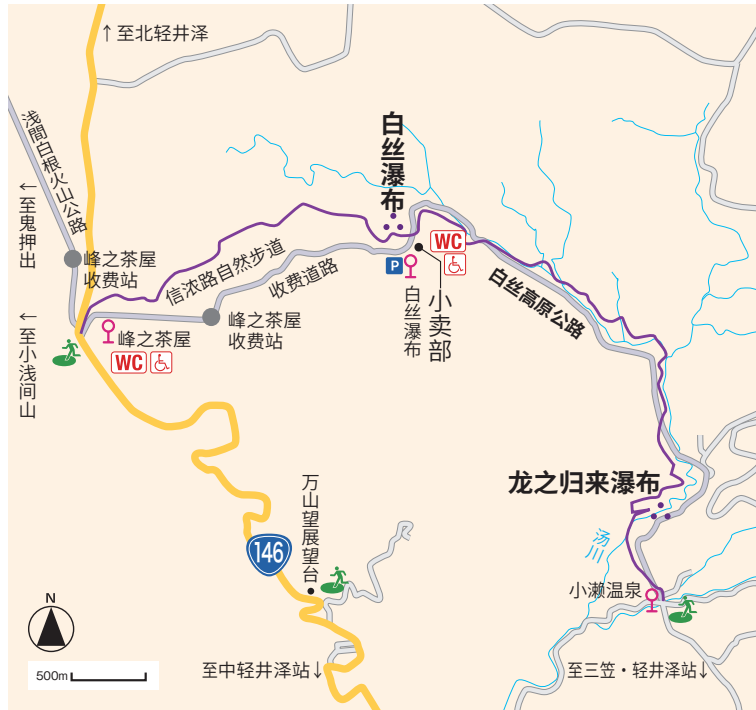 ↑至北轻井泽
浅間白根火山公路
←至鬼押出
峰之茶屋
收费站
←至小浅间山
峰之茶屋
WC
信浓路自然步道
收费道路
峰之茶屋
收费站
白丝瀑布
P
白丝瀑布
WC
小卖部
白丝高原公路
龙之归来瀑布
汤川
小濑温泉
万山望展望台
146
N
500m
至中轻井泽站↓
至三笠・轻井泽站↓